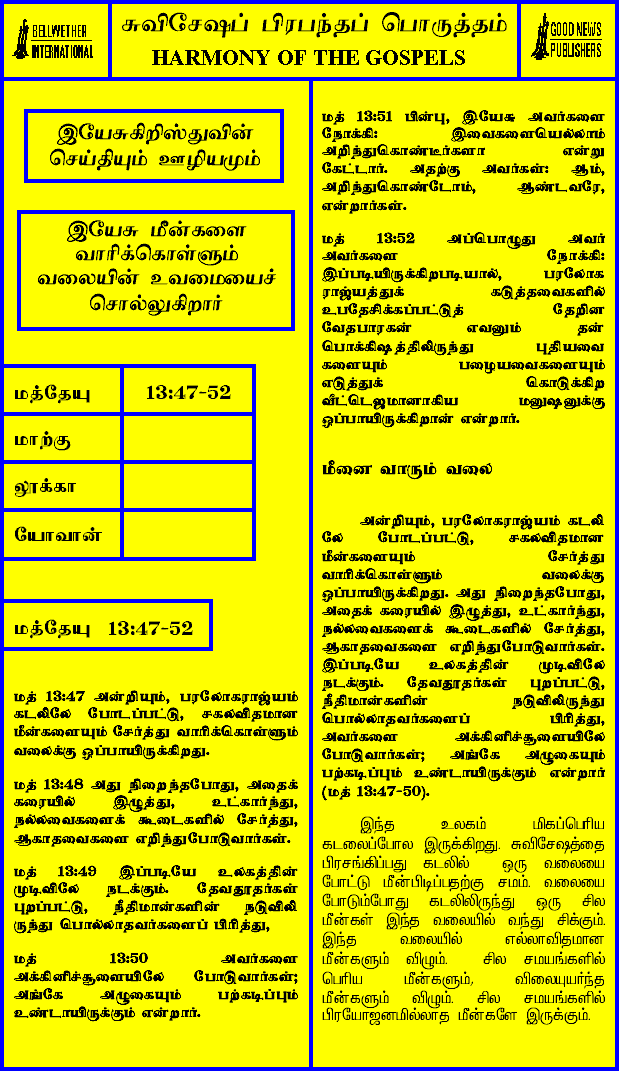 BELLWETHER
INTERNATIONAL
சுவிசேஷப் பிரபந்தப் பொருத்தம்
HARMONY OF THE GOSPELS
GOOD NEWS
PUBLISHERS
இயேசுகிறிஸ்துவின்
செய்தியும் ஊழியமும்
இயேசு மீன்களை
வாரிக்கொள்ளும்
வலையின் உவமையைச்
சொல்லுகிறார்
மத்தேயு 13:47-52
மாற்கு
லூக்கா
யோவான்
மத்தேயு 13:47-52
மத் 13:47 அன்றியும், பரலோகராஜ்யம்
கடலிலே போடப்பட்டு, சகலவிதமான
மீன்களையும் சேர்த்து வாரிக்கொள்ளும்
வலைக்கு ஒப்பாயிருக்கிறது.
மத் 13:48 அது நிறைந்தபோது, அதைக்
கரையில் இழுத்து, உட்கார்ந்து,
நல்லவைகளைக் கூடைகளில் சேர்த்து,
ஆகாதவைகளை எறிந்துபோடுவார்கள்.
மத் 13:49 இப்படியே உலகத்தின்
முடிவிலே நடக்கும். தேவதூதர்கள்
புறப்பட்டு, நீதிமான்களின் நடுவிலி
ருந்து பொல்லாதவர்களைப் பிரித்து,
மத் 13:50 அவர்களை
அக்கினிச்சூளையிலே போடுவார்கள்;
அங்கே அழுகையும் பற்கடிப்பும்
உண்டாயிருக்கும் என்றார்.
மத் 13:51 பின்பு, இயேசு அவர்களை
நோக்கி: இவைகளையெல்லாம்
அறிந்துகொண்டீர்களா என்று
கேட்டார். அதற்கு அவர்கள்: ஆம்,
அறிந்துகொண்டோம், ஆண்டவரே,
என்றார்கள்.
மத் 13:52 அப்பொழுது அவர்
அவர்களை நோக்கி:
இப்படியிருக்கிறபடியால், பரலோக
ராஜ்யத்துக் கடுத்தவைகளில்
உபதேசிக்கப்பட்டுத் தேறின
வேதபாரகன் எவனும் தன்
பொக்கிஷத்திலிருந்து புதியவை
களையும் பழையவைகளையும்
எடுத்துக் கொடுக்கிற
வீட்டெஜமானாகிய மனுஷனுக்கு
ஒப்பாயிருக்கிறான் என்றார்.
மீனை வாரும் வலை
அன்றியும், பரலோகராஜ்யம் கடலி
லே போடப்பட்டு, சகலவிதமான
மீன்களையும் சேர்த்து
வாரிக்கொள்ளும் வலைக்கு
ஒப்பாயிருக்கிறது. அது நிறைந்தபோது,
அதைக் கரையில் இழுத்து, உட்கார்ந்து,
நல்லவைகளைக் கூடைகளில் சேர்த்து,
ஆகாதவைகளை எறிந்துபோடுவார்கள்.
இப்படியே உலகத்தின் முடிவிலே
நடக்கும். தேவதூதர்கள் புறப்பட்டு,
நீதிமான்களின் நடுவிலிருந்து
பொல்லாதவர்களைப் பிரித்து,
அவர்களை அக்கினிச்சூளையிலே
போடுவார்கள்; அங்கே அழுகையும்
பற்கடிப்பும் உண்டாயிருக்கும் என்றார்
(மத் 13:47-50).
இந்த உலகம் மிகப்பெரிய
கடலைப்போல இருக்கிறது. சுவிசேஷத்தை
பிரசங்கிப்பது கடலில் ஒரு வலையை
போட்டு மீன்பிடிப்பதற்கு சமம். வலையை
போடும்போது கடலிலிருந்து ஒரு சில
மீன்கள் இந்த வலையில் வந்து சிக்கும்.
இந்த வலையில் எல்லாவிதமான
மீன்களும் விழும். சில சமயங்களில்
பெரிய மீன்களும், விலையுயர்ந்த
மீன்களும் விழும். சில சமயங்களில்
பிரயோஜனமில்லாத மீன்களே இருக்கும்.